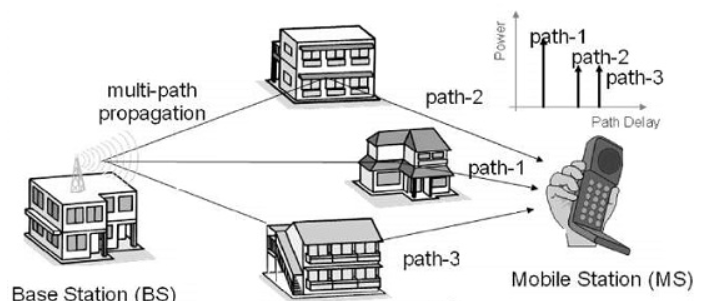 Power
path-1
path-2
path-3
Path Delay
multi-path
propagation
path-2
path-1
path-3
Base Station (BS)
Mobile Station (MS)